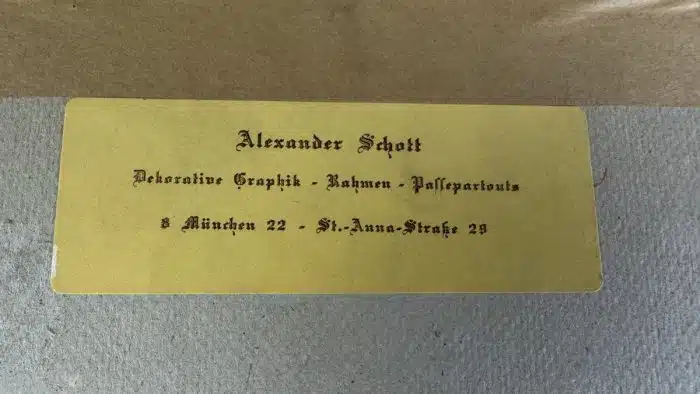 Alexander Schott
Dekorative Graphik - Rahmen - Paſſepartouts
8 München 22 - St.-Anna-Straße 29